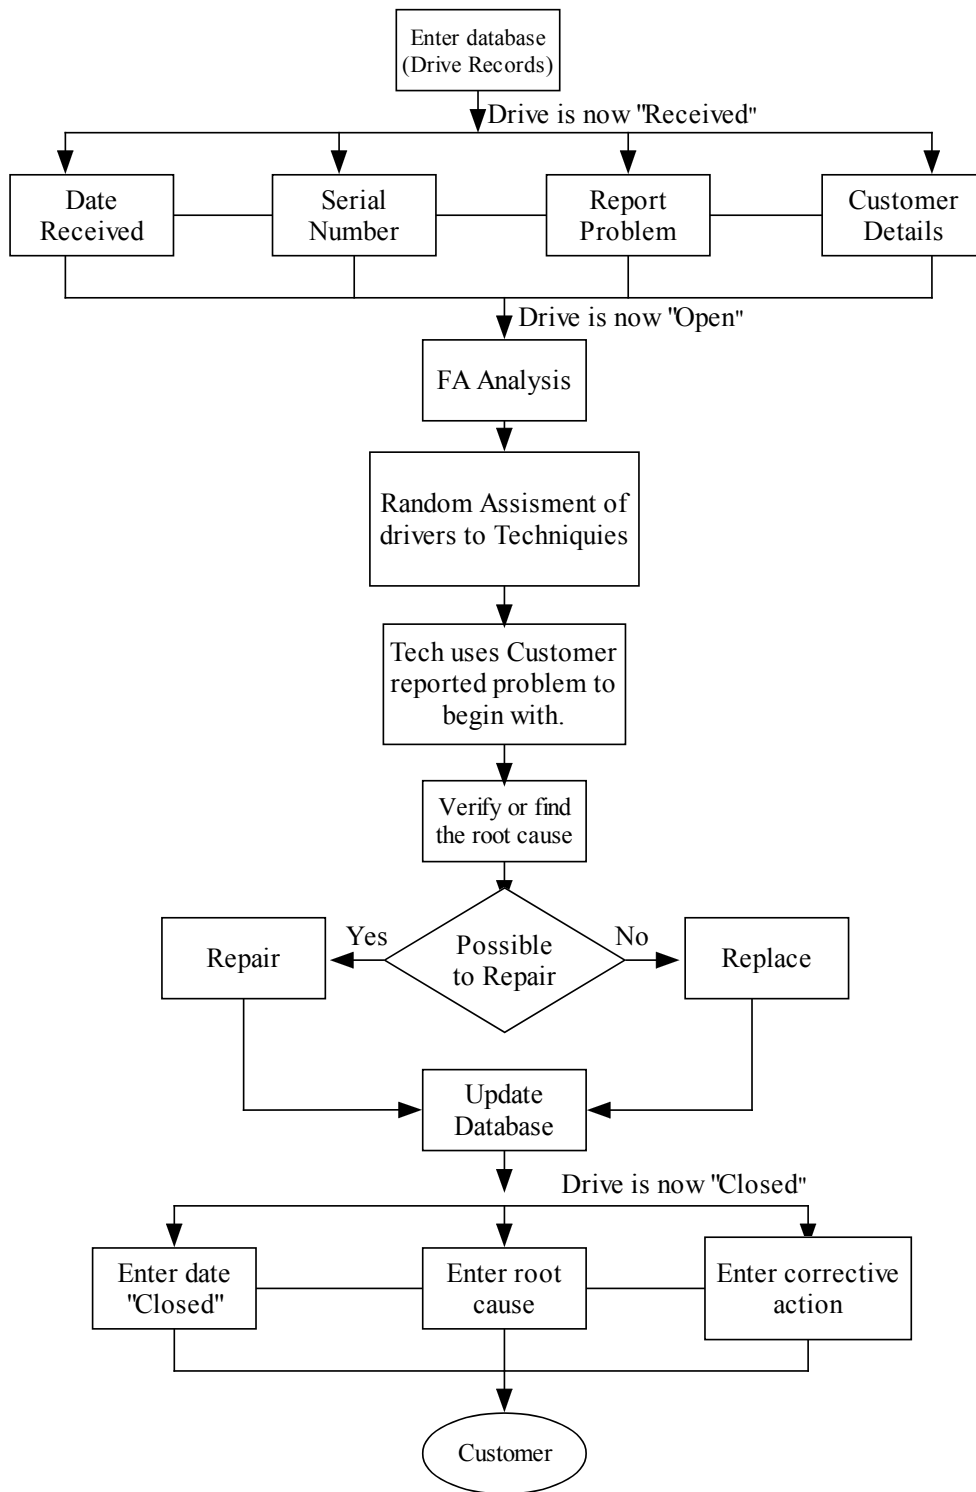 Enter database
(Drive Records)
Drive is now "Received"
Date
Received
Serial
Number
Report
Problem
Customer
Details
Drive is now "Open"
FA Analysis
Random Assisment of
drivers to Techniquies
Tech uses Customer
reported problem to
begin with.
Verify or find
the root cause
Possible
to Repair
Yes
No
Repair
Replace
Update
Database
Drive is now "Closed"
Enter date
"Closed"
Enter root
cause
Enter corrective
action
Customer